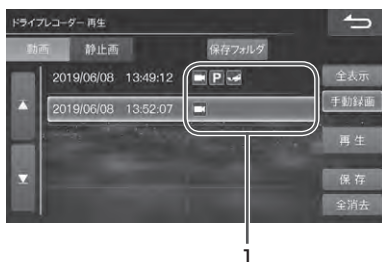 ドライブレコーダー 再生
動画 静止画 保存フォルダ
2019/06/08 13:49:12 P 全表示
2019/06/08 13:52:07 手動録画
再生
保存
全消去
1